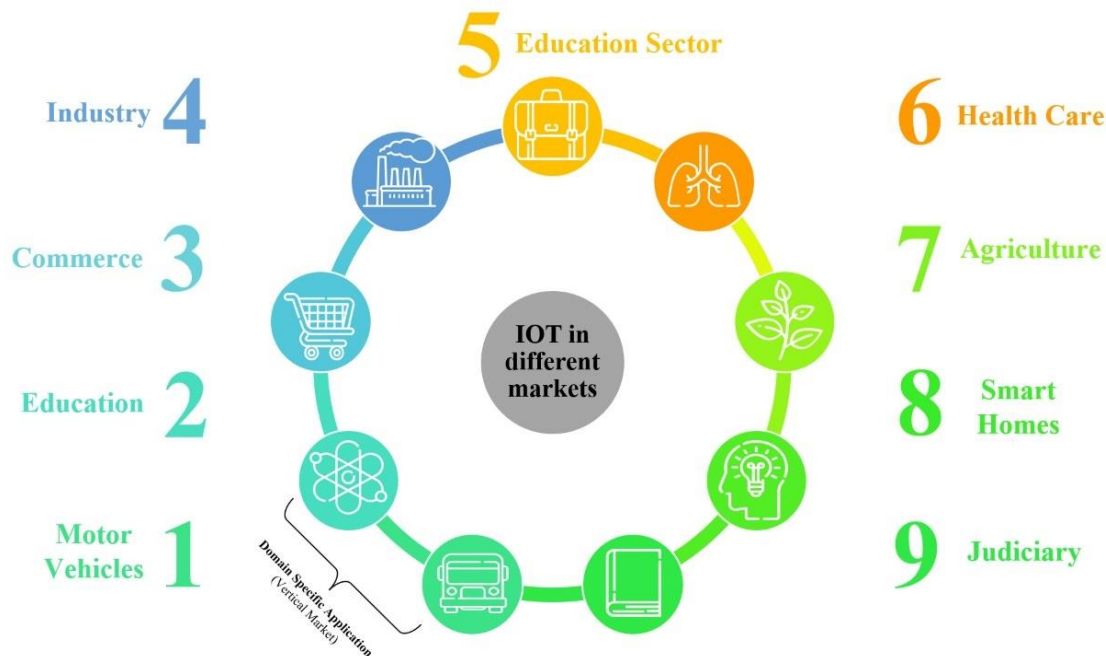 5 Education Sector
Industry 4
6 Health Care
Commerce 3
7 Agriculture
IOT in
different
markets
Education 2
8 Smart
Homes
Motor
Vehicles 1
9 Judiciary
Domain Specific Application
(Vertical Market)